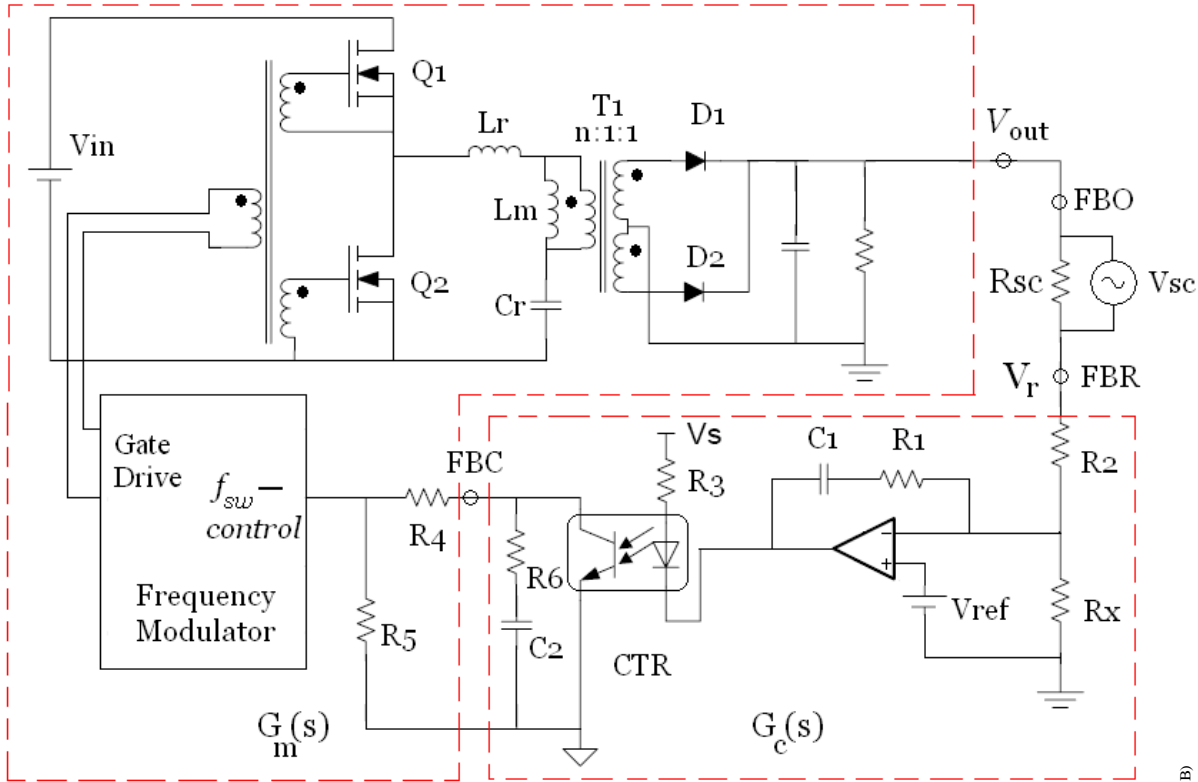 Vin
Q1
Q2
Lr
Lm
Cr
T1
n:1:1
D1
D2
Vout
FBO
Rsc
Vsc
Vr
FBR
Gate
Drive
fsw –
control
Frequency
Modulator
FBC
R4
R5
R6
C2
Vs
R3
CTR
C1
R1
R2
−
+
Vref
Rx
Gm(s)
Gc(s)